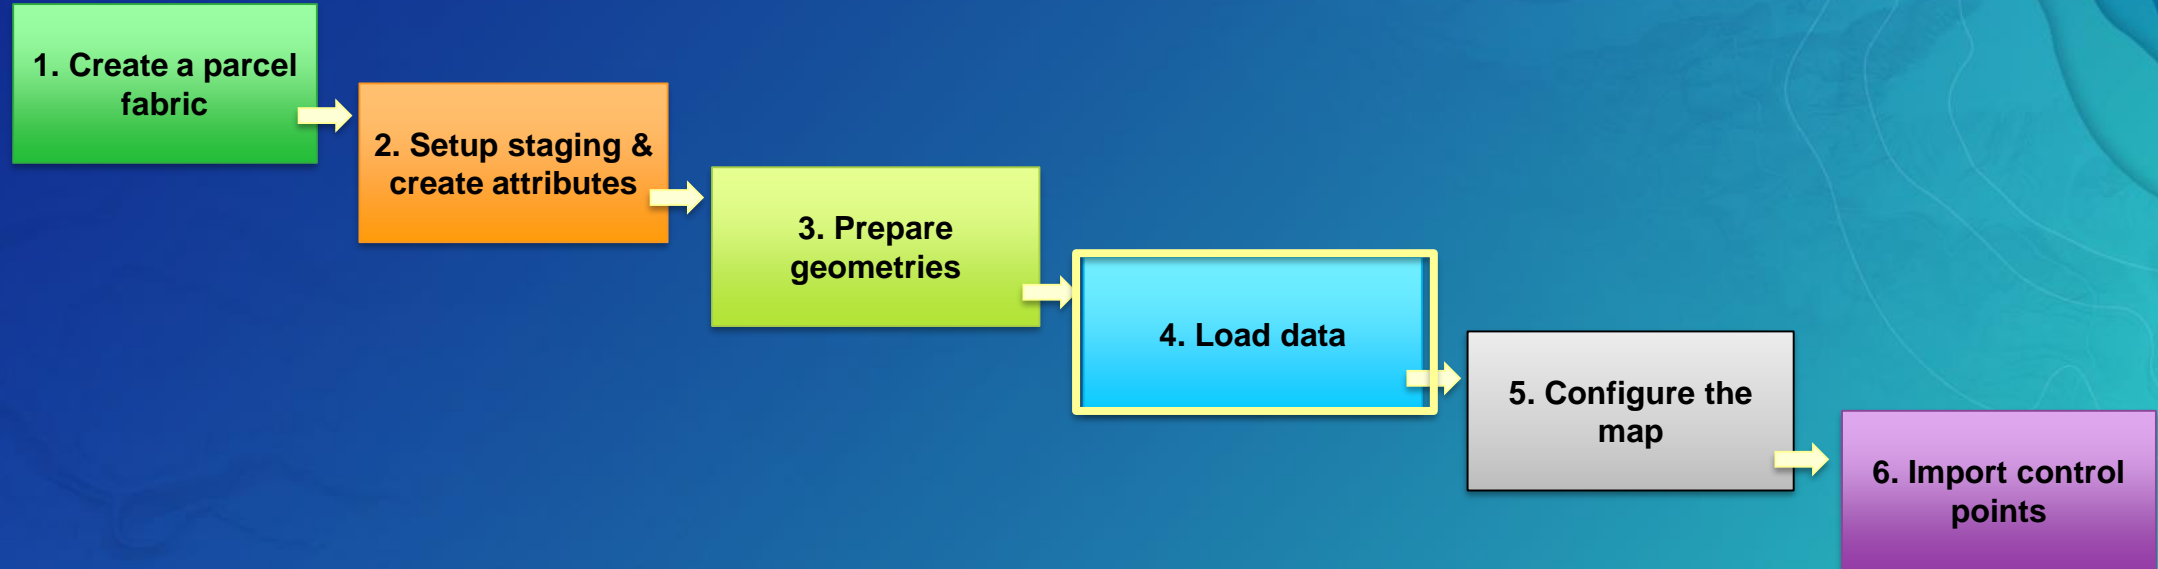 1. Create a parcel
fabric
2. Setup staging &
create attributes
3. Prepare
geometries
4. Load data
5. Configure the
map
6. Import control
points